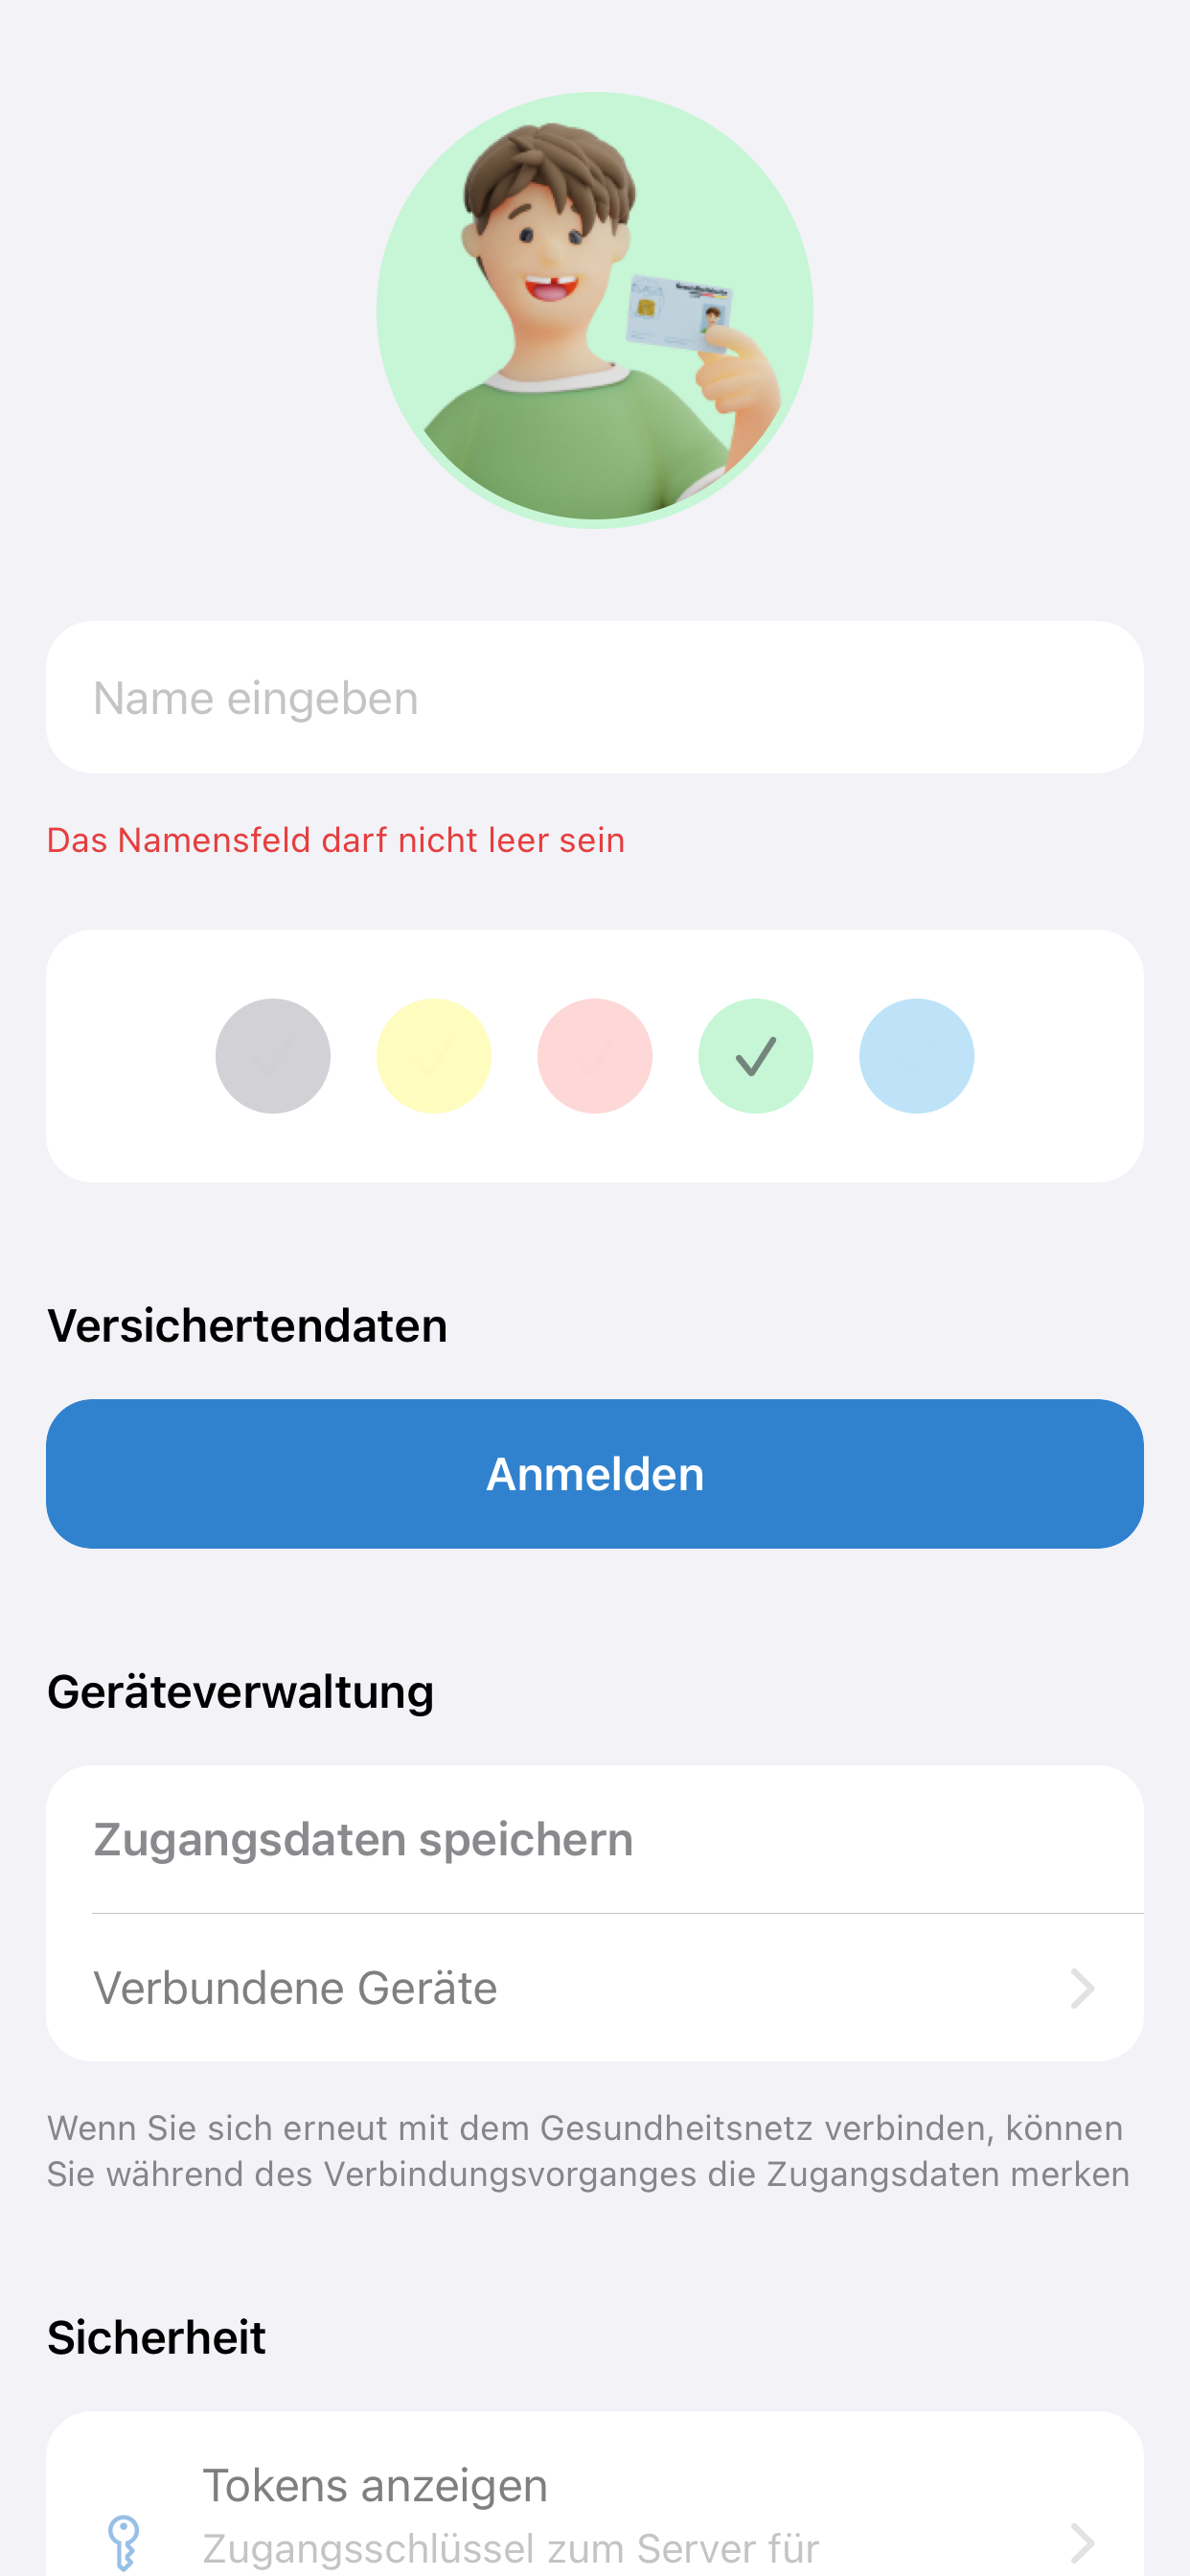 Name eingeben
Das Namensfeld darf nicht leer sein
Versichertendaten
Anmelden
Geräteverwaltung
Zugangsdaten speichern
Verbundene Geräte
Wenn Sie sich erneut mit dem Gesundheitsnetz verbinden, können
Sie während des Verbindungsvorganges die Zugangsdaten merken
Sicherheit
Tokens anzeigen
Zugangsschlüssel zum Server für